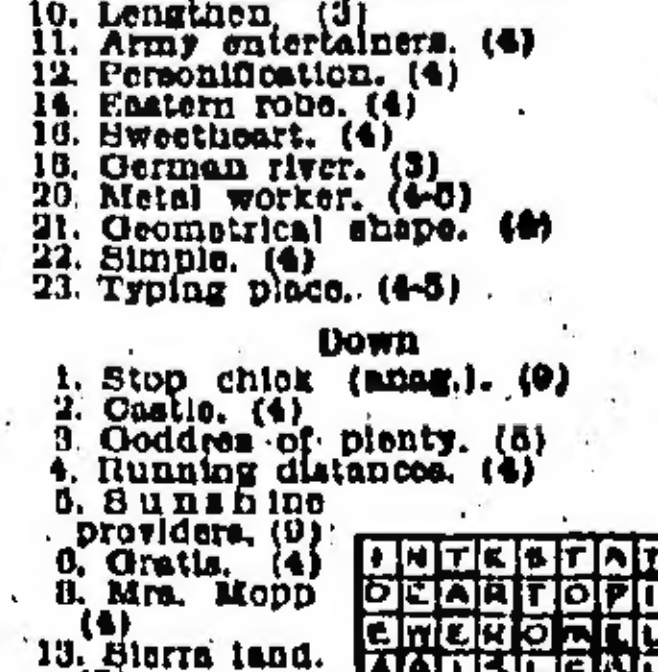 10. Lengthen. (3)
11. Army entertainers. (4)
12. Personification. (4)
14. Eastern robe. (4)
16. Sweetheart. (4)
18. German river. (3)
20. Metal worker. (4-5)
21. Geometrical shape.
22. Simple. (4)
23. Typing place. (4-5)
Down
1. Stop chick (anag.). (9)
2. Castle. (4)
3. Goddess of plenty.
4. Running distances. (4)
5. Sunshine
providers. (9)
6. Gratis. (4)
8. Mrs. Mopp
(4)
13. Sierra land.
I N T E S T A T
O C A R T O P I
E W E R O M E L